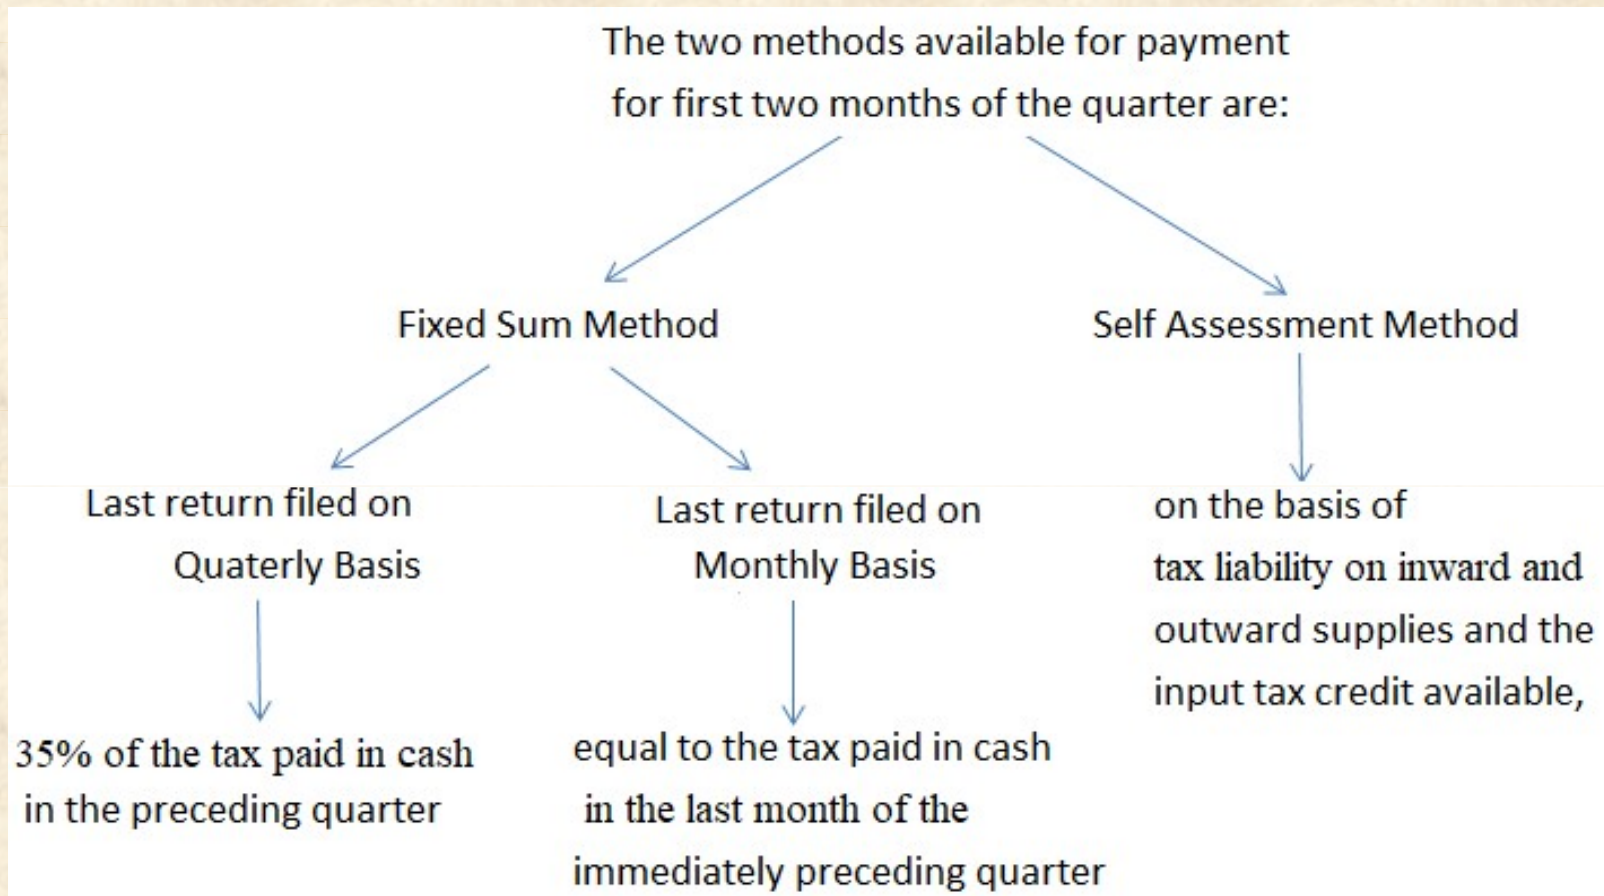 The two methods available for payment
for first two months of the quarter are:
Fixed Sum Method
Self Assessment Method
Last return filed on
Quaterly Basis
35% of the tax paid in cash
in the preceding quarter
Last return filed on
Monthly Basis
equal to the tax paid in cash
in the last month of the
immediately preceding quarter
on the basis of
tax liability on inward and
outward supplies and the
input tax credit available,